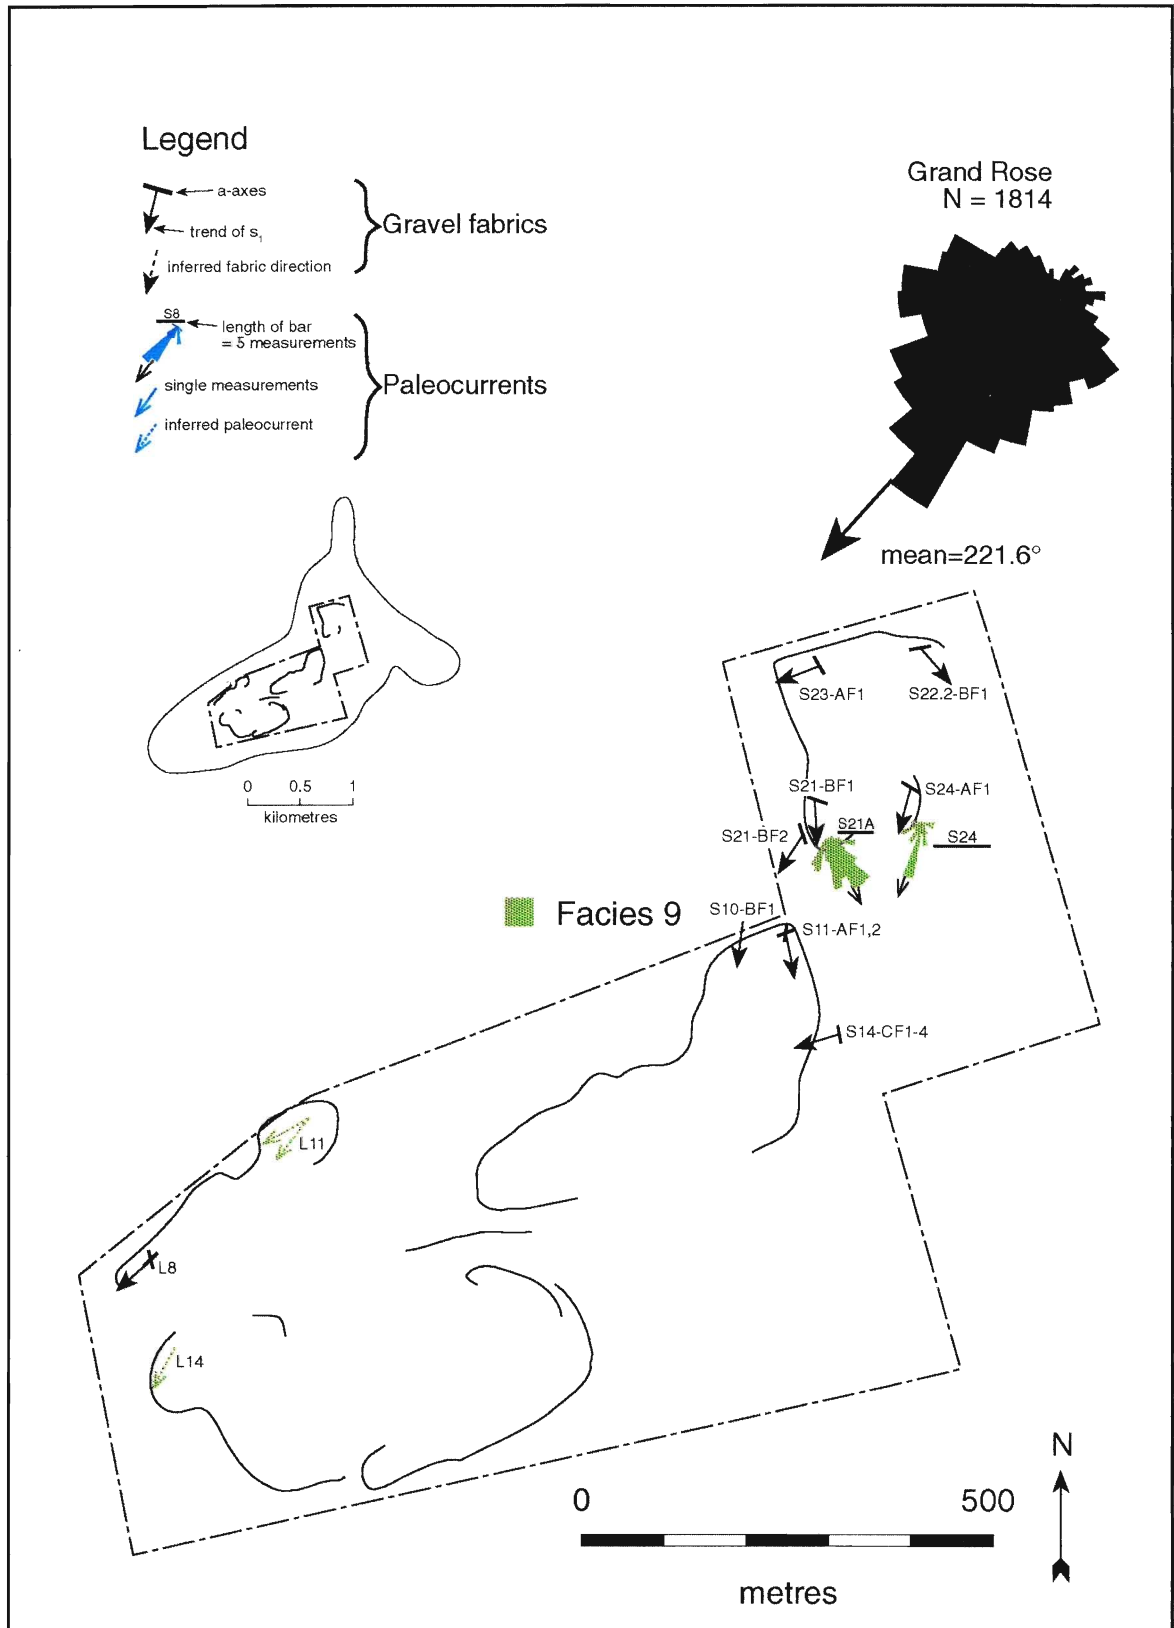 Legend
a-axes
trend of s1
inferred fabric direction
Gravel fabrics
S8
length of bar
= 5 measurements
single measurements
inferred paleocurrent
Paleocurrents
Grand Rose
N = 1814
mean=221.6°
0 0.5 1
kilometres
S23-AF1
S22.2-BF1
S21-BF1
S24-AF1
S21A
S21-BF2
S24
Facies 9
S10-BF1
S11-AF1,2
S14-CF1-4
L11
L8
L14
N
0 500
metres